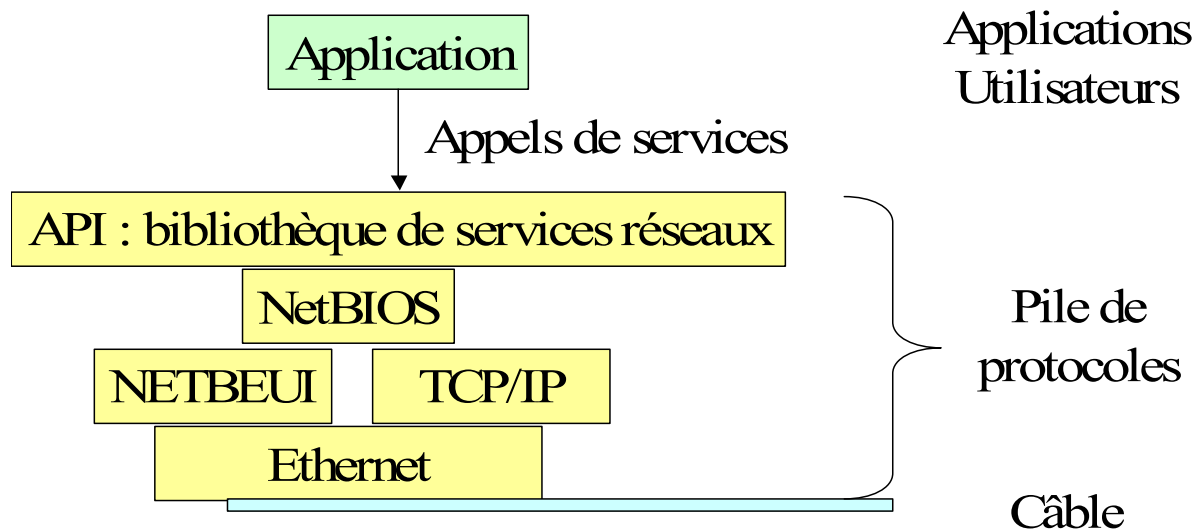 Application
Applications
Utilisateurs
Appels de services
API : bibliothèque de services réseaux
NetBIOS
NETBEUI
TCP/IP
Ethernet
Pile de
protocoles
Câble